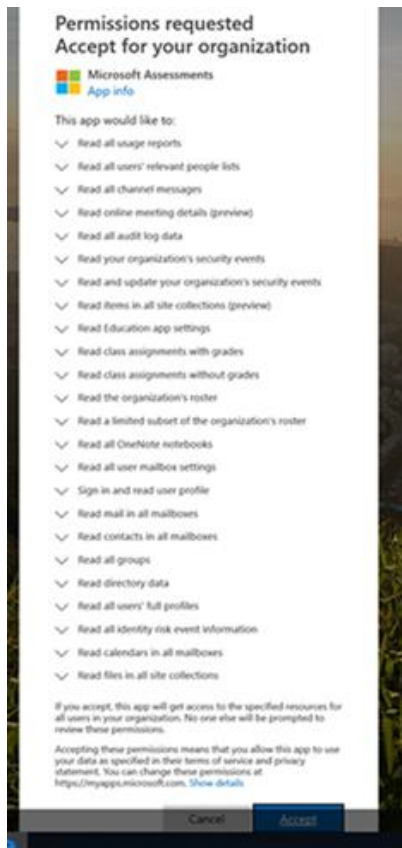 Permissions requested
Accept for your organization
Microsoft Assessments
App info
This app would like to:
Read all usage reports
Read all users' relevant people lists
Read all channel messages
Read online meeting details (preview)
Read all audit log data
Read your organization's security events
Read and update your organization's security events
Read items in all site collections (preview)
Read Education app settings
Read class assignments with grades
Read class assignments without grades
Read the organization's roster
Read a limited subset of the organization's roster
Read all OneNote notebooks
Read all user mailbox settings
Sign in and read user profile
Read mail in all mailboxes
Read contacts in all mailboxes
Read all groups
Read directory data
Read all users' full profiles
Read all identity risk event information
Read calendars in all mailboxes
Read files in all site collections
If you accept, this app will get access to the specified resources for
all users in your organization. No one else will be prompted to
review these permissions.
Accepting these permissions means that you allow this app to use
your data as specified in their terms of service and privacy
statement. You can change these permissions at
https://myapps.microsoft.com. Show details
Cancel Accept